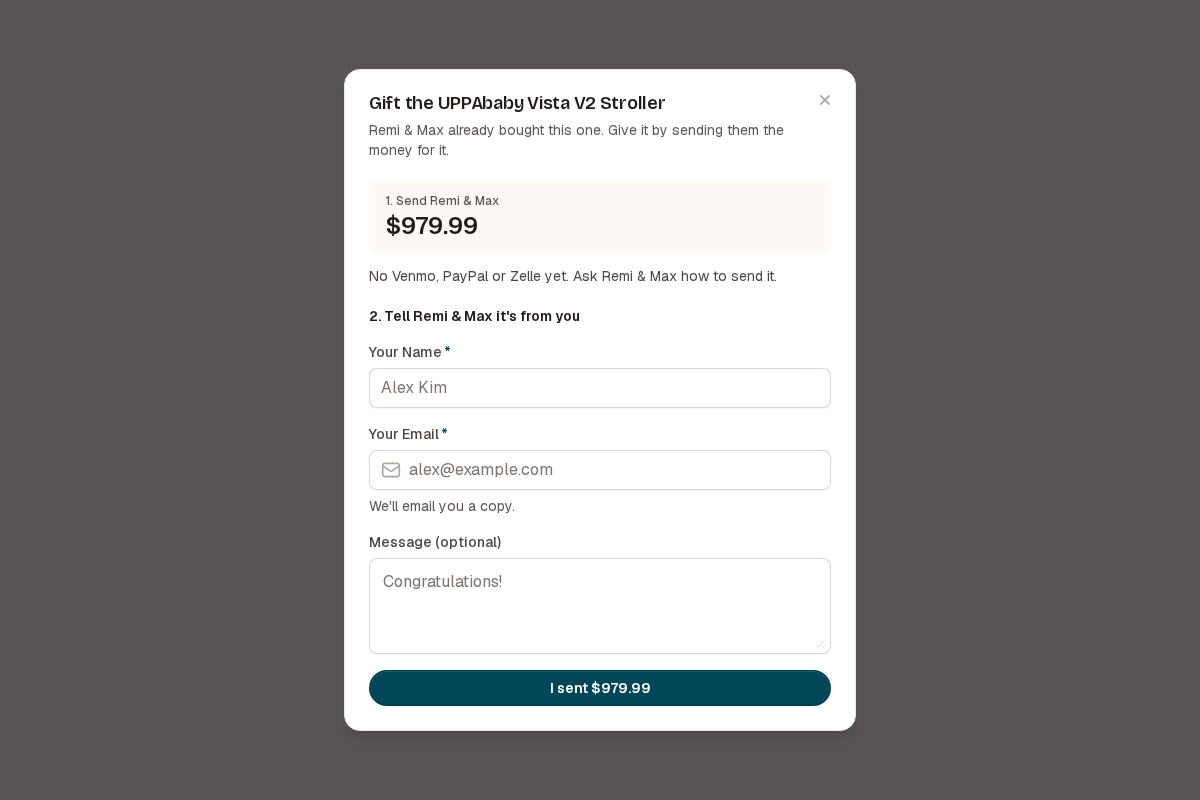 Gift the UPPAbaby Vista V2 Stroller
Remi & Max already bought this one. Give it by sending them the
money for it.
1. Send Remi & Max
$979.99
No Venmo, PayPal or Zelle yet. Ask Remi & Max how to send it.
2. Tell Remi & Max it's from you
Your Name *
Alex Kim
Your Email *
alex@example.com
We'll email you a copy.
Message (optional)
Congratulations!
I sent $979.99